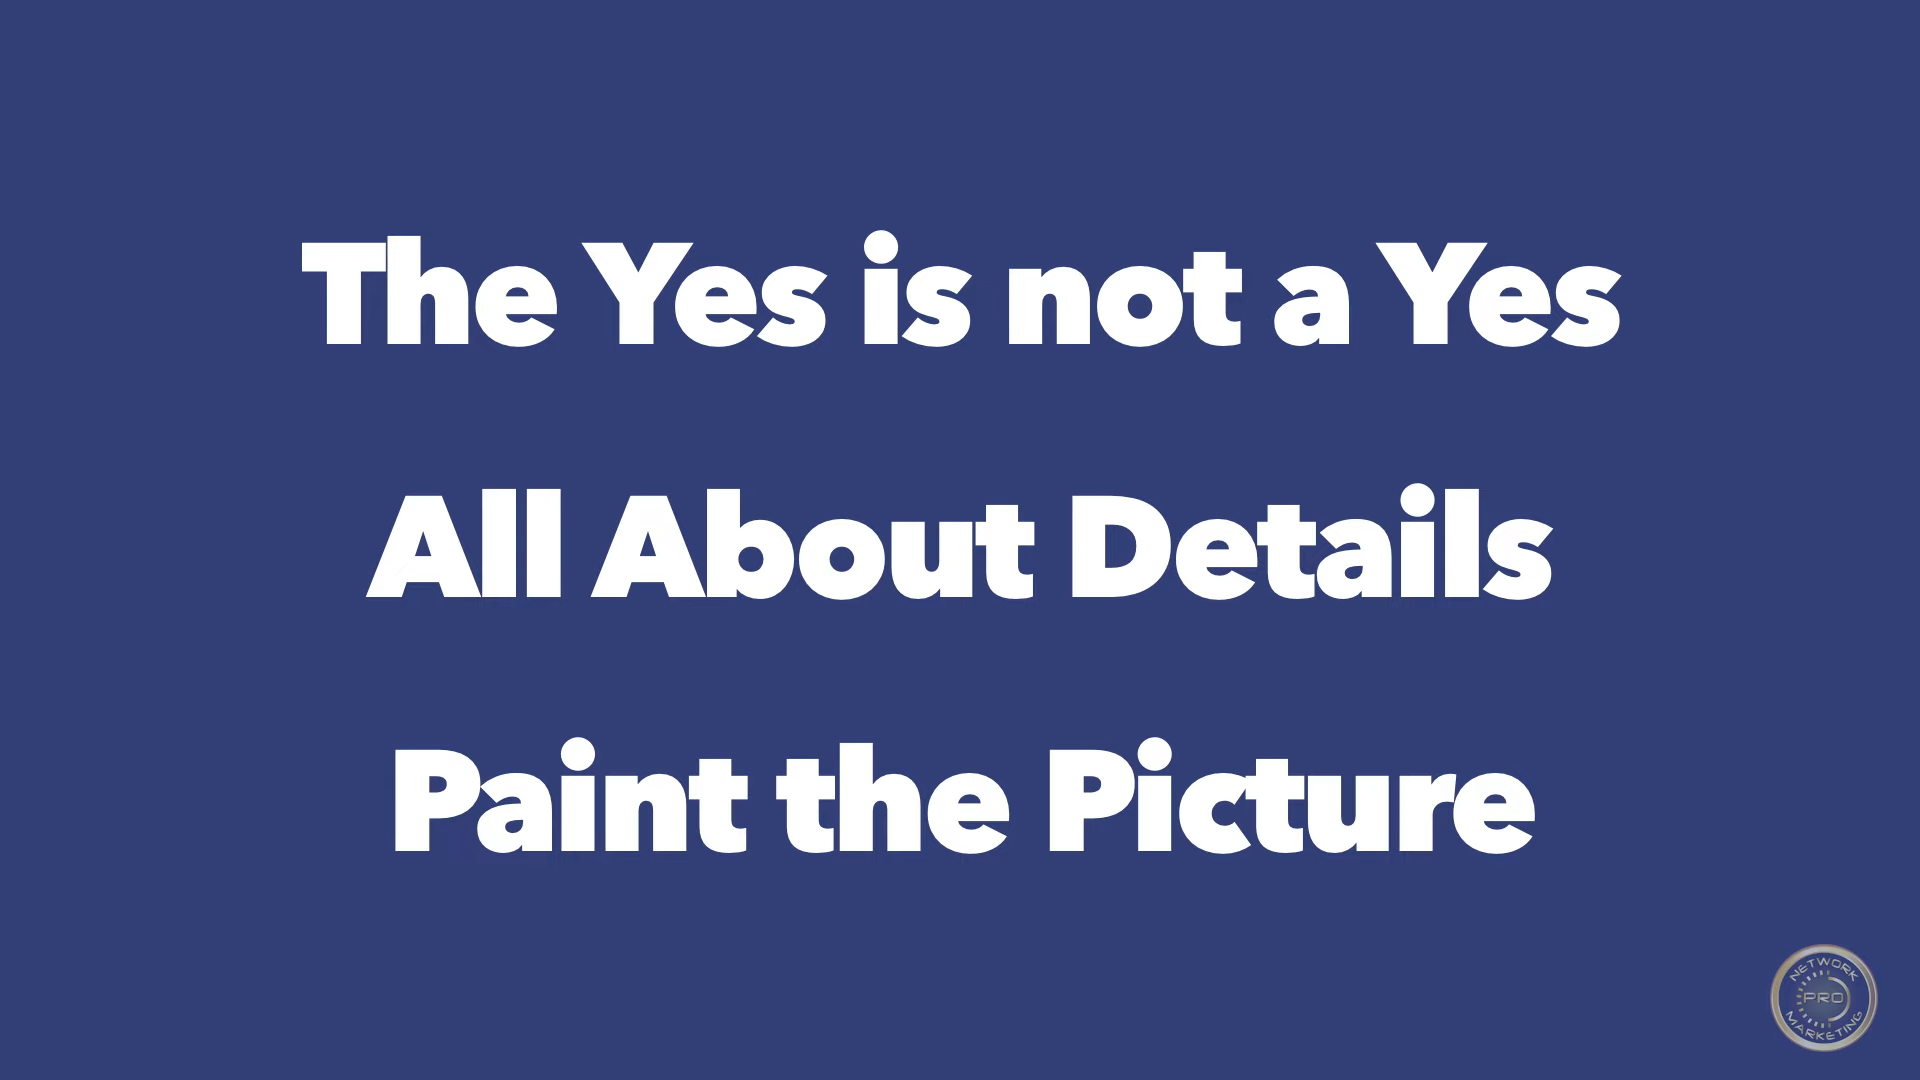 The Yes is not a Yes
All About Details
Paint the Picture
NETWORK
PRO
MARKETING